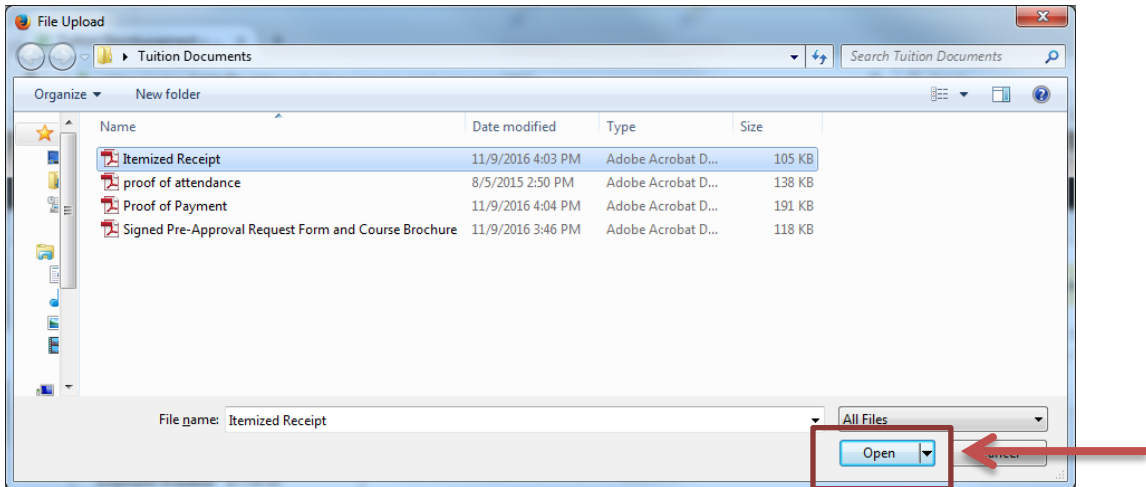 File Upload
Tuition Documents Search Tuition Documents
Organize New folder
Name Date modified Type Size
Itemized Receipt 11/9/2016 4:03 PM Adobe Acrobat D... 105 KB
proof of attendance 8/5/2015 2:50 PM Adobe Acrobat D... 138 KB
Proof of Payment 11/9/2016 4:04 PM Adobe Acrobat D... 191 KB
Signed Pre-Approval Request Form and Course Brochure 11/9/2016 3:46 PM Adobe Acrobat D... 118 KB
File name: Itemized Receipt All Files
Open